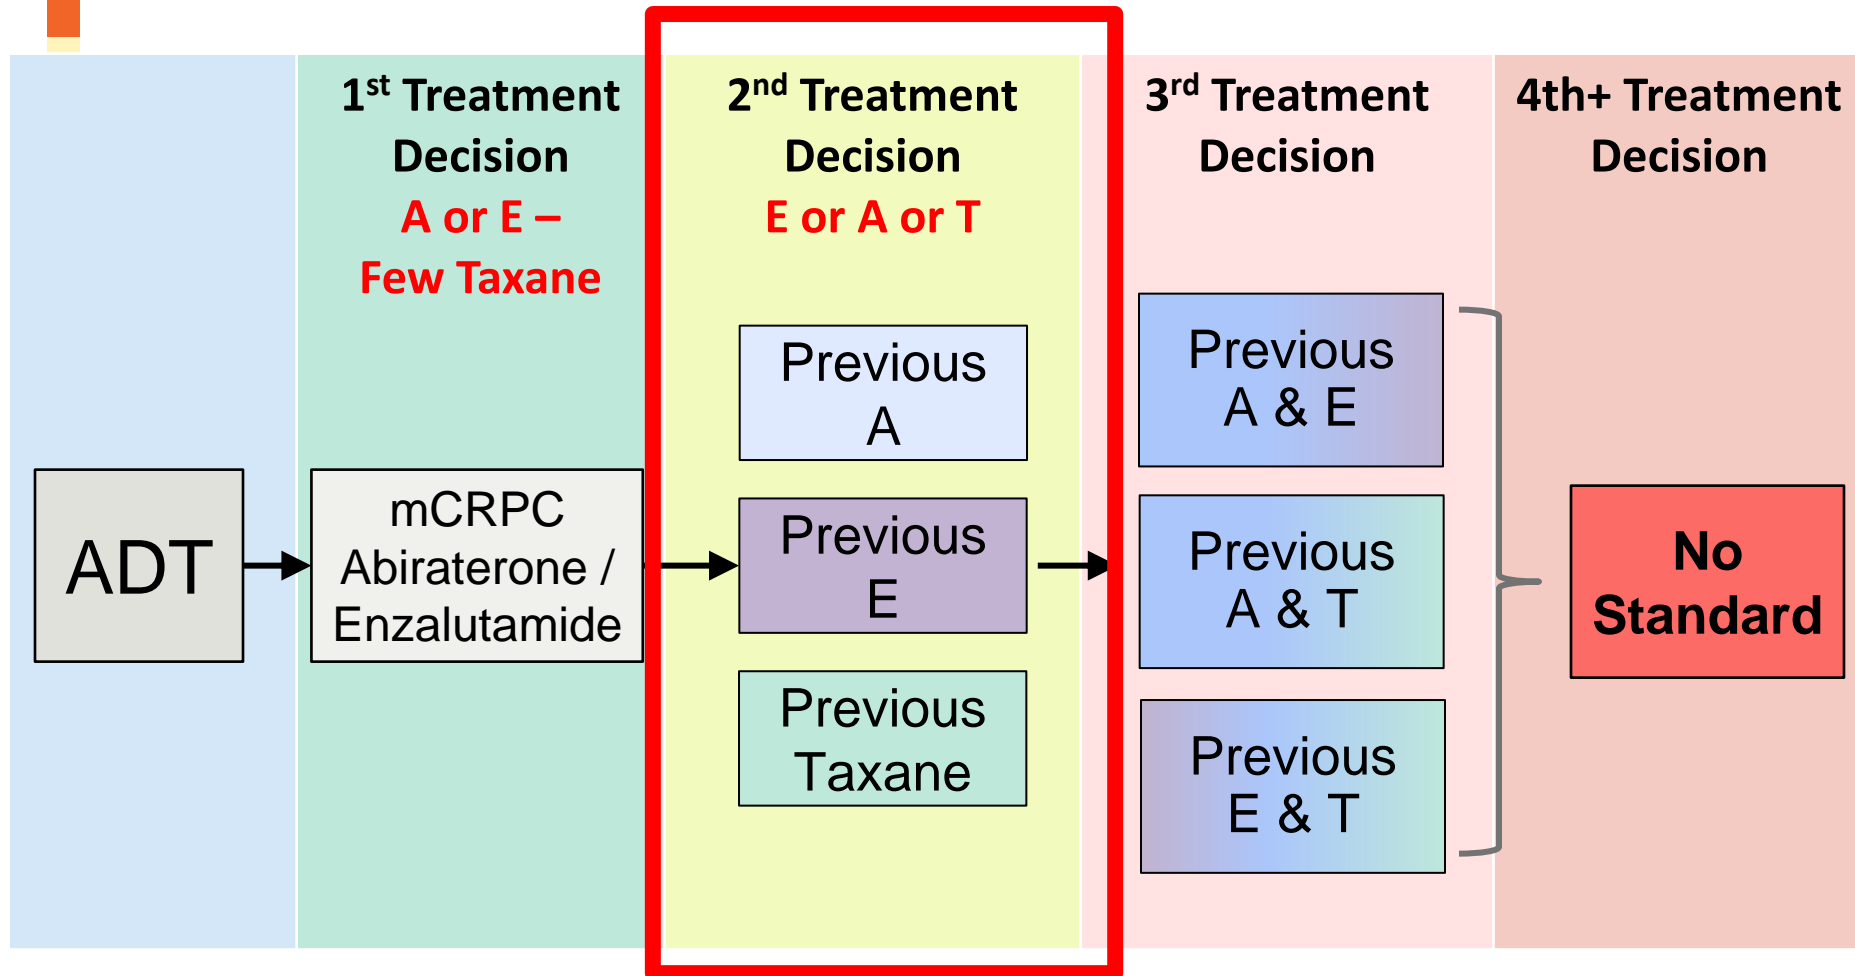 1st Treatment
Decision
A or E –
Few Taxane
2nd Treatment
Decision
E or A or T
3rd Treatment
Decision
4th+ Treatment
Decision
ADT
mCRPC
Abiraterone /
Enzalutamide
Previous
A
Previous
E
Previous
Taxane
Previous
A & E
Previous
A & T
Previous
E & T
No
Standard